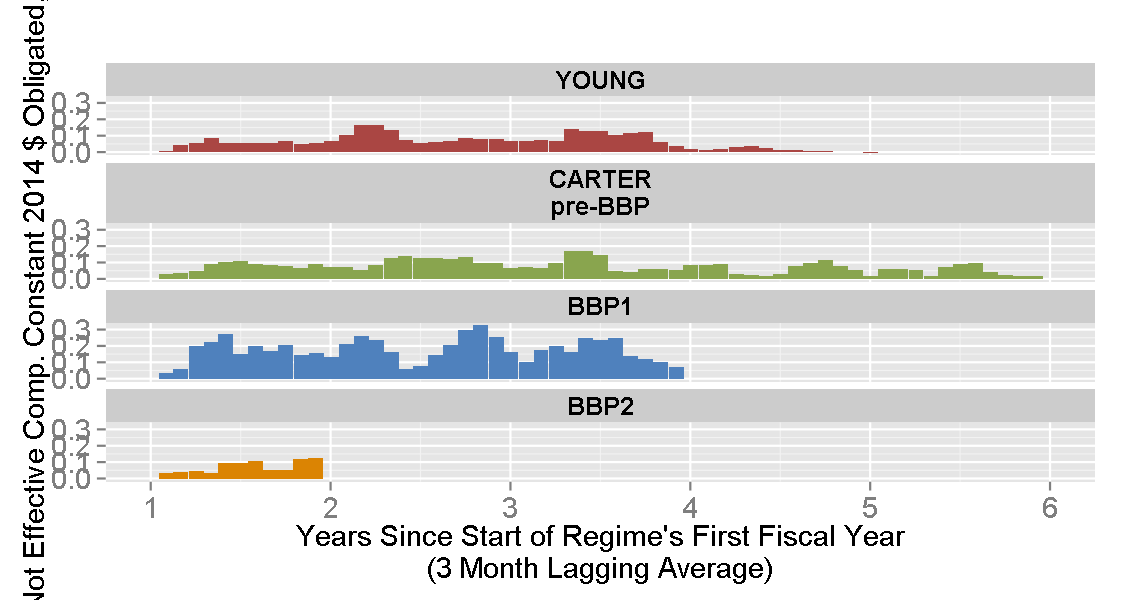 Not Effective Comp. Constant 2014 $ Obligated,
YOUNG
0.3
0.2
0.1
0.0
CARTER
pre-BBP
0.3
0.2
0.1
0.0
BBP1
0.3
0.2
0.1
0.0
BBP2
0.3
0.2
0.1
0.0
1 2 3 4 5 6
Years Since Start of Regime's First Fiscal Year
(3 Month Lagging Average)